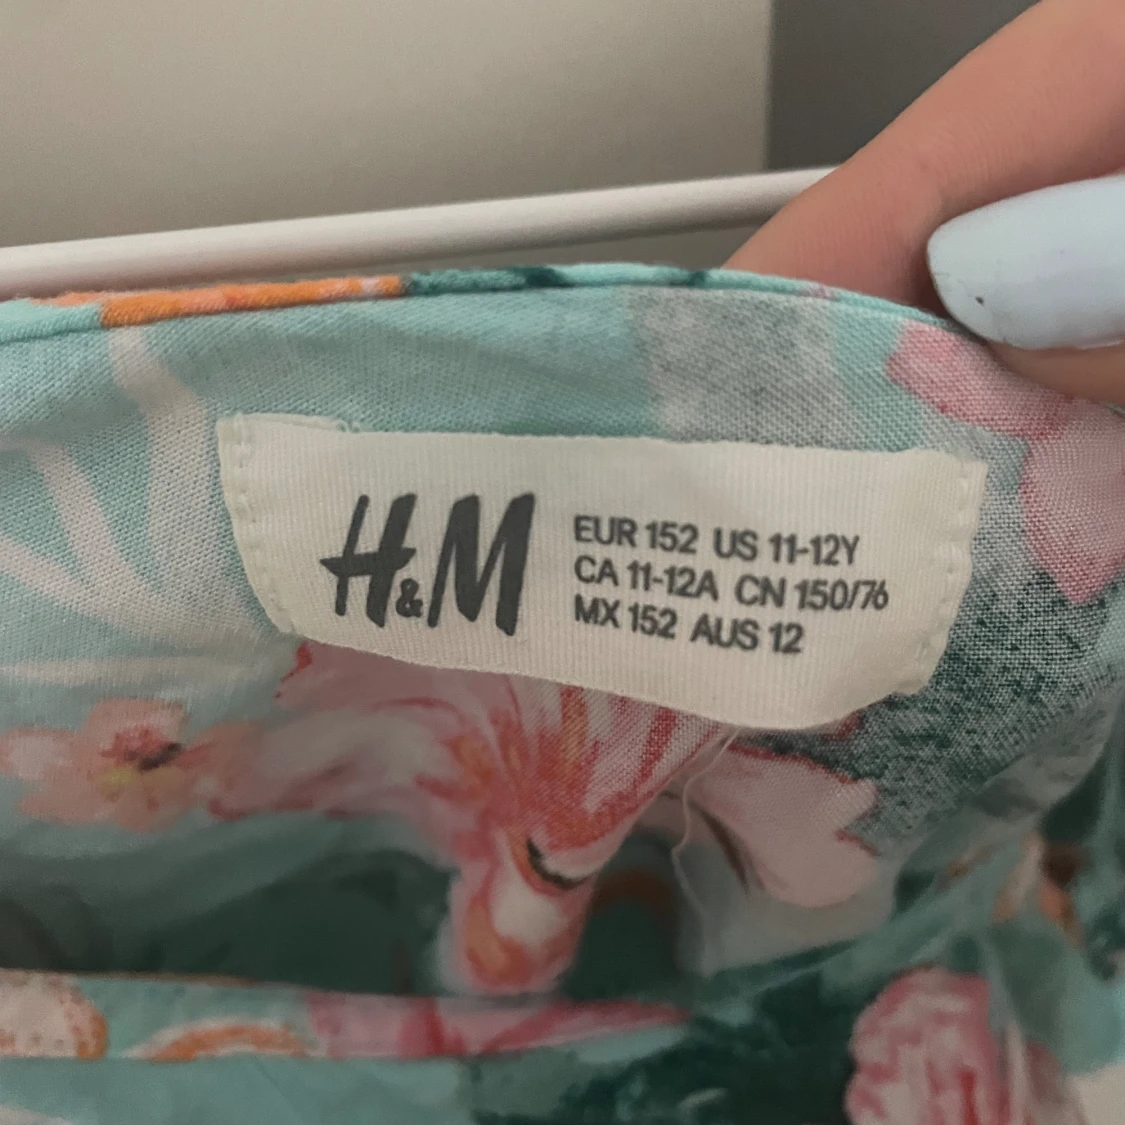 H&M
EUR 152 US 11-12Y
CA 11-12A CN 150/76
MX 152 AUS 12